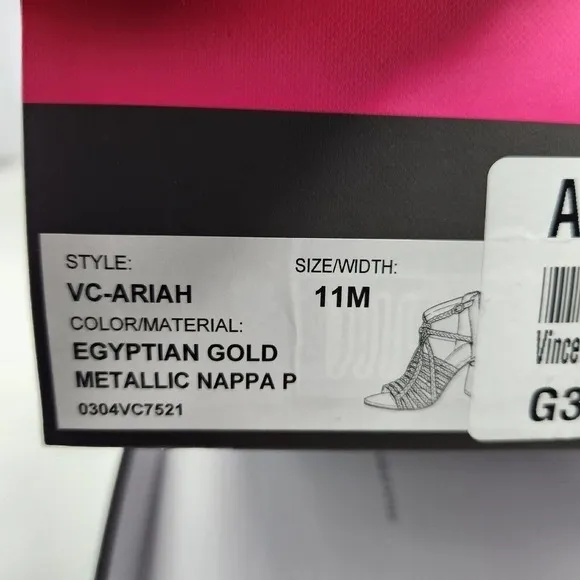 STYLE:
VC-ARIAH
COLOR/MATERIAL:
EGYPTIAN GOLD
METALLIC NAPPA P
0304VC7521
SIZE/WIDTH:
11M
A
Vince
G3